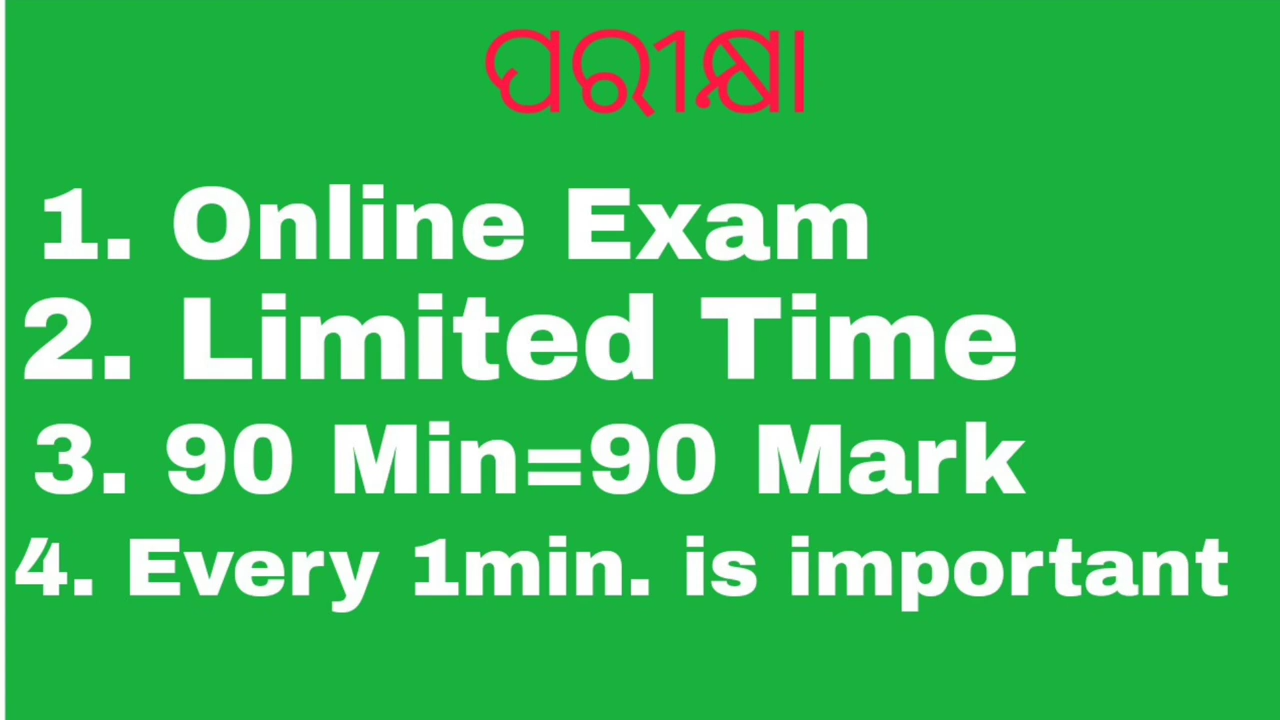 ପରୀକ୍ଷା
1. Online Exam
2. Limited Time
3. 90 Min=90 Mark
4. Every 1min. is important